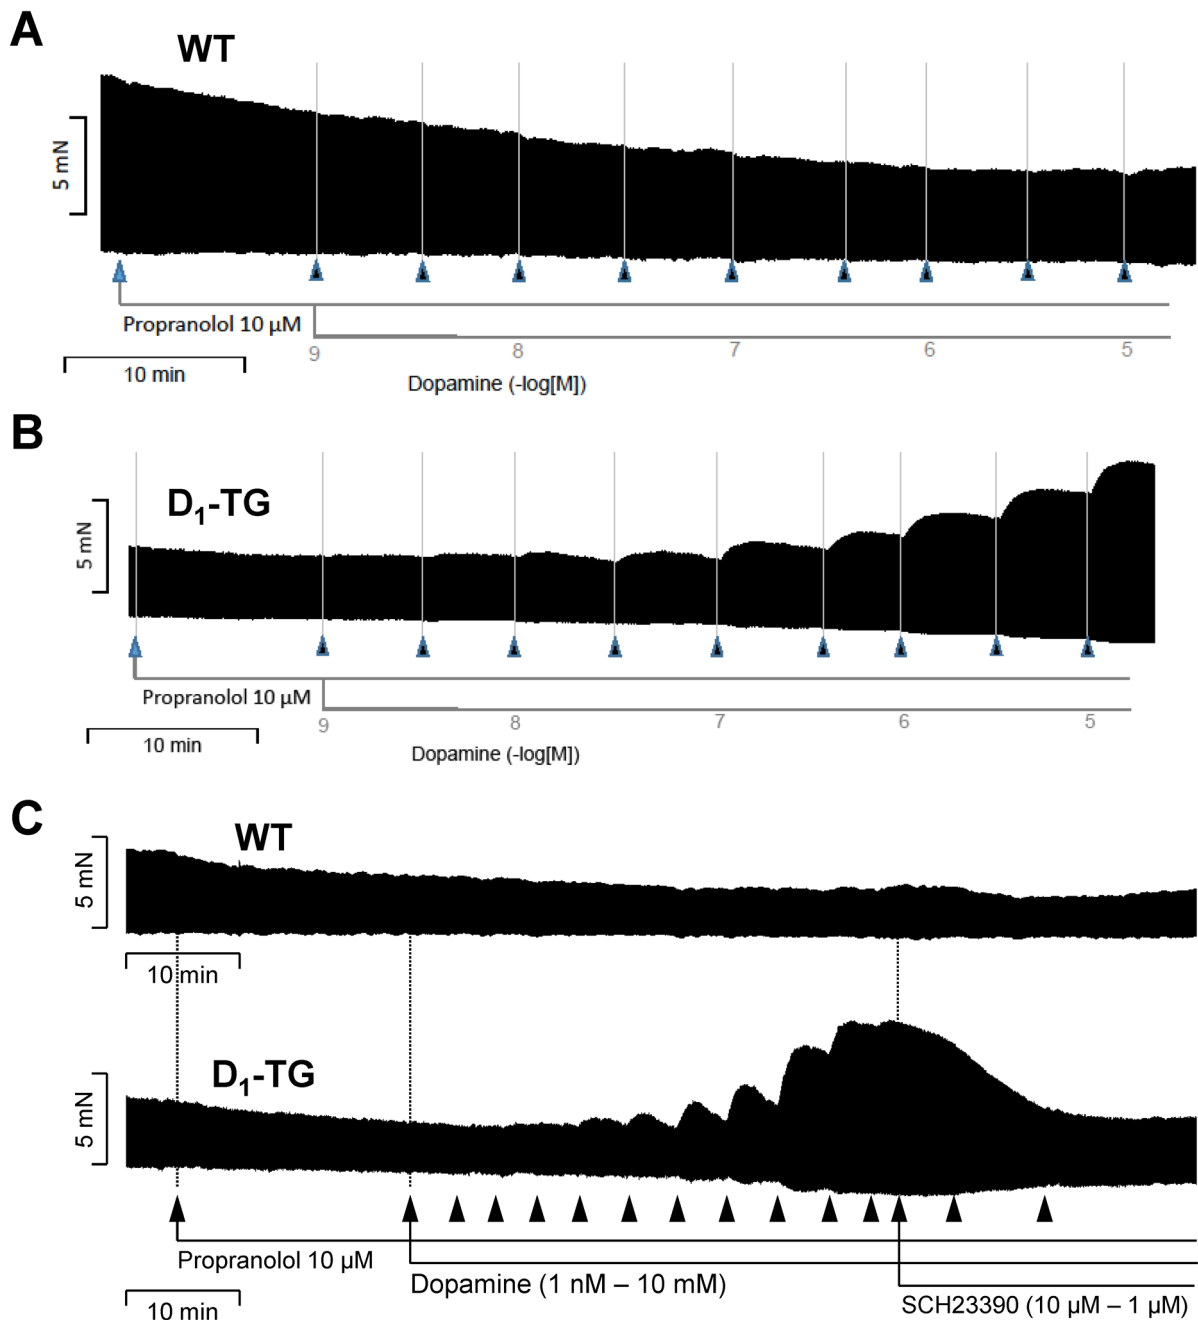 A
WT
5 mN
Propranolol 10 µM
9 8 7 6 5
10 min
Dopamine (-log[M])
B
D1-TG
5 mN
Propranolol 10 µM
9 8 7 6 5
10 min
Dopamine (-log[M])
C
WT
5 mN
10 min
D1-TG
5 mN
Propranolol 10 µM
Dopamine (1 nM – 10 mM)
10 min
SCH23390 (10 µM – 1 µM)